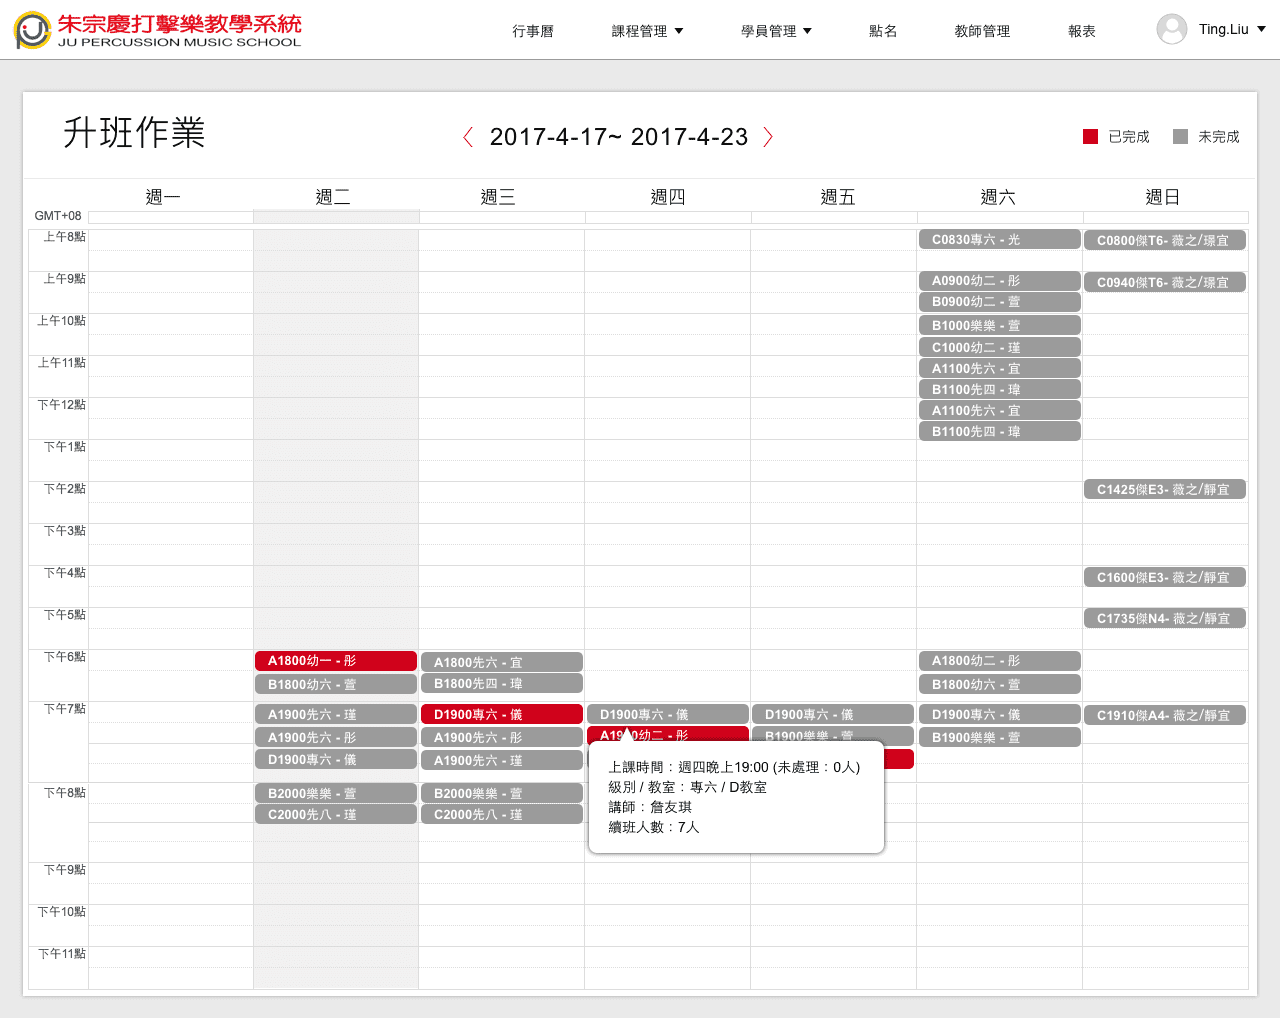 朱宗慶打擊樂教學系統
JU PERCUSSION MUSIC SCHOOL
行事曆
課程管理
學員管理
點名
教師管理
報表
Ting.Liu
升班作業
2017-4-17~ 2017-4-23
已完成
未完成
週一
週二
週三
週四
週五
週六
週日
GMT+08
上午8點
C0830專六 - 光
C0800傑T6- 薇之/璟宜
上午9點
A0900幼二 - 彤
C0940傑T6- 薇之/璟宜
B0900幼二 - 萱
上午10點
B1000樂樂 - 萱
C1000幼二 - 瑾
上午11點
A1100先六 - 宜
B1100先四 - 瑋
下午12點
A1100先六 - 宜
B1100先四 - 瑋
下午1點
下午2點
C1425傑E3- 薇之/靜宜
下午3點
下午4點
C1600傑E3- 薇之/靜宜
下午5點
C1735傑N4- 薇之/靜宜
下午6點
A1800幼一 - 彤
A1800先六 - 宜
A1800幼二 - 彤
B1800幼六 - 萱
B1800先四 - 瑋
B1800幼六 - 萱
下午7點
A1900先六 - 瑾
D1900專六 - 儀
D1900專六 - 儀
D1900專六 - 儀
D1900專六 - 儀
C1910傑A4- 薇之/靜宜
A1900先六 - 彤
A1900先六 - 彤
A1900幼二 - 彤
B1900樂樂 - 萱
B1900樂樂 - 萱
D1900專六 - 儀
A1900先六 - 瑾
上課時間：週四晚上19:00 (未處理：0人)
級別 / 教室：專六 / D教室
講師：詹友琪
續班人數：7人
下午8點
B2000樂樂 - 萱
B2000樂樂 - 萱
C2000先八 - 瑾
C2000先八 - 瑾
下午9點
下午10點
下午11點